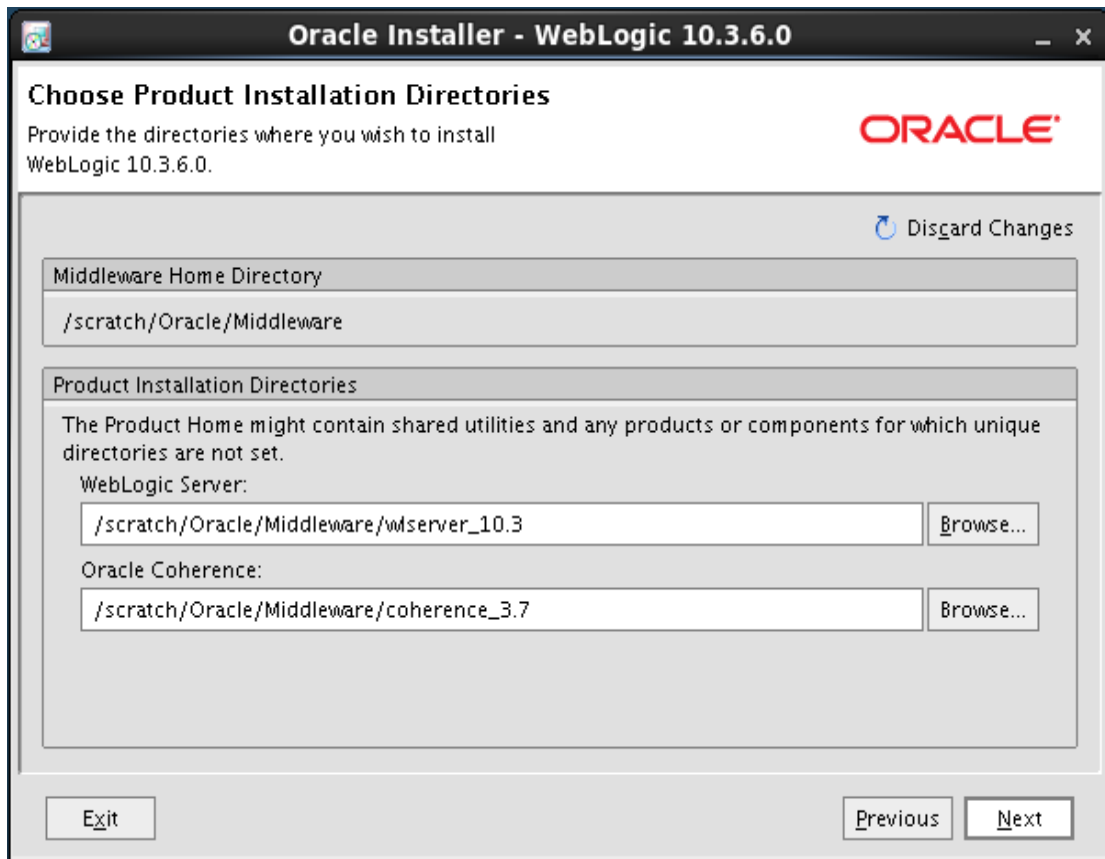 Oracle Installer - WebLogic 10.3.6.0
Choose Product Installation Directories
Provide the directories where you wish to install
WebLogic 10.3.6.0.
ORACLE
Discard Changes
Middleware Home Directory
/scratch/Oracle/Middleware
Product Installation Directories
The Product Home might contain shared utilities and any products or components for which unique
directories are not set.
WebLogic Server:
/scratch/Oracle/Middleware/wlserver_10.3
Browse...
Oracle Coherence:
/scratch/Oracle/Middleware/coherence_3.7
Browse...
Exit
Previous
Next